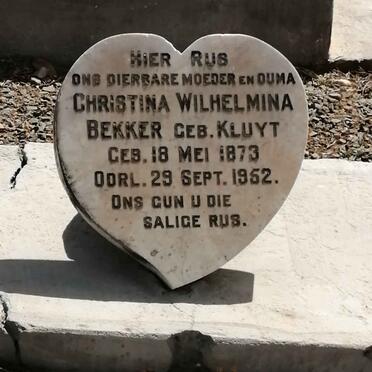 HIER RUS
ONS DIERBARE MOEDER EN OUMA
CHRISTINA WILHELMINA
BEKKER GEB. KLUYT
GEB. 18 MEI 1873
OORL. 29 SEPT. 1952.
ONS GUN U DIE
SALIGE RUS.